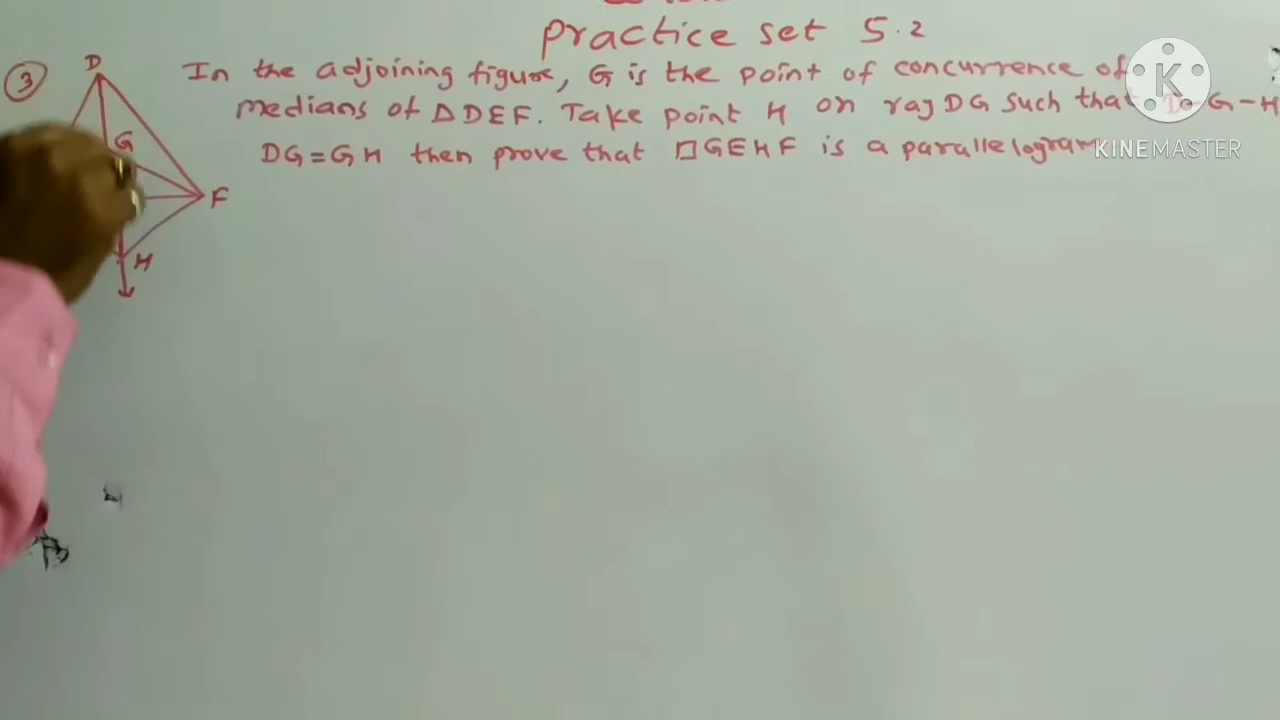 Practice set 5.2
③ In the adjoining figure, G is the point of concurrence of
medians of △DEF. Take point H on ray DG such that D-G-H
DG=GH then prove that □GEHF is a parallelogram
KINEMASTER
K
D
G
F
H